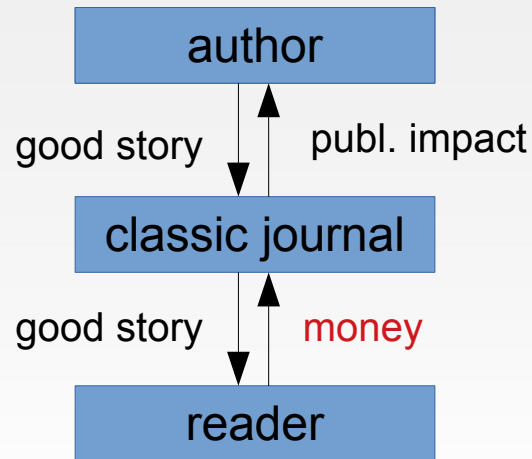 author
good story
publ. impact
classic journal
good story
money
reader